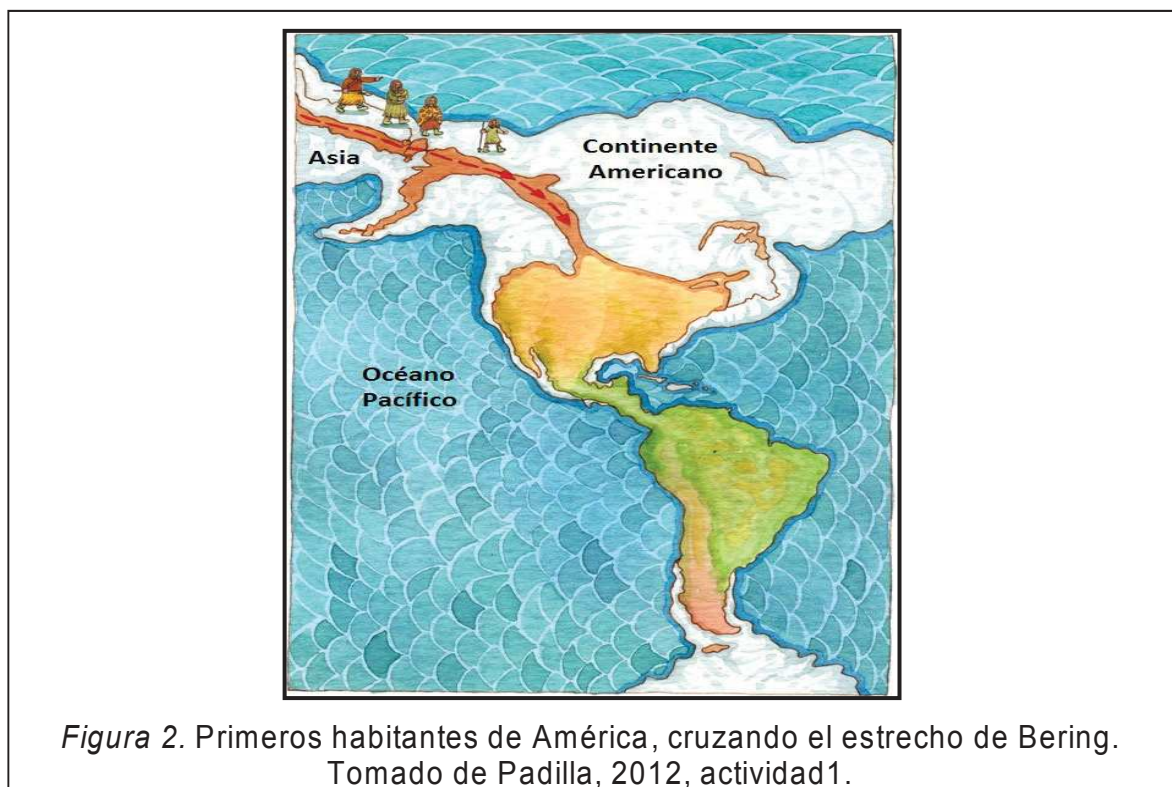 Asia
Continente
Americano
Océano
Pacífico
Figura 2. Primeros habitantes de América, cruzando el estrecho de Bering.
Tomado de Padilla, 2012, actividad1.